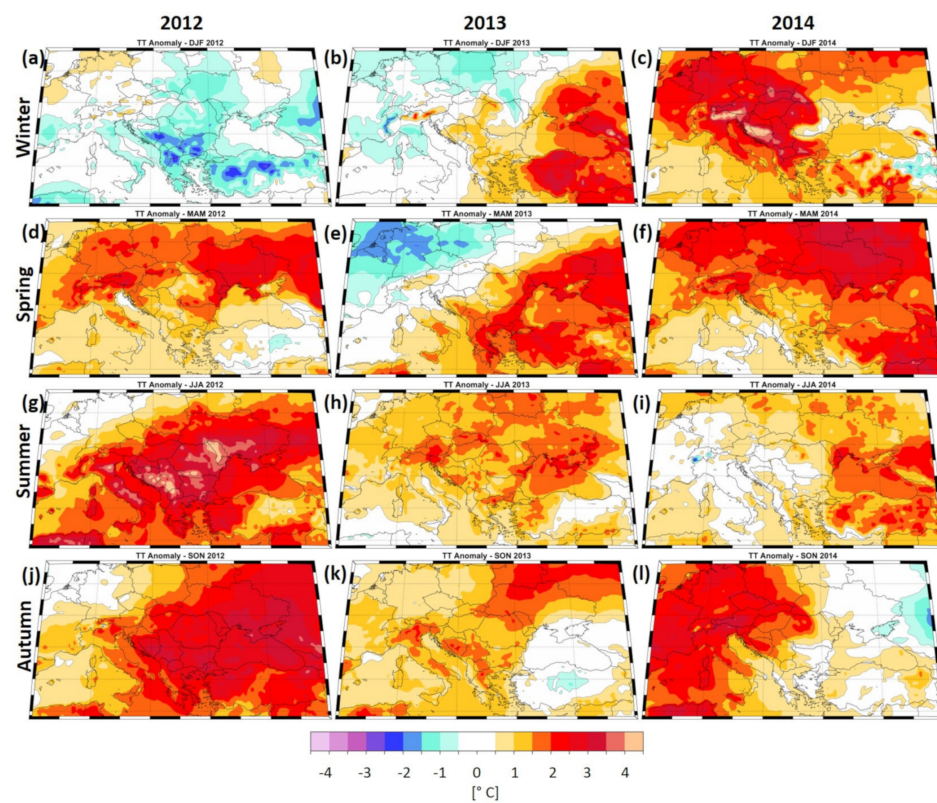 2012 2013 2014
TT Anomaly - DJF 2012 TT Anomaly - DJF 2013 TT Anomaly - DJF 2014
(a) (b) (c)
Winter
TT Anomaly - MAM 2012 TT Anomaly - MAM 2013 TT Anomaly - MAM 2014
(d) (e) (f)
Spring
TT Anomaly - JJA 2012 TT Anomaly - JJA 2013 TT Anomaly - JJA 2014
(g) (h) (i)
Summer
TT Anomaly - SON 2012 TT Anomaly - SON 2013 TT Anomaly - SON 2014
(j) (k) (l)
Autumn
-4 -3 -2 -1 0 1 2 3 4
[° C]